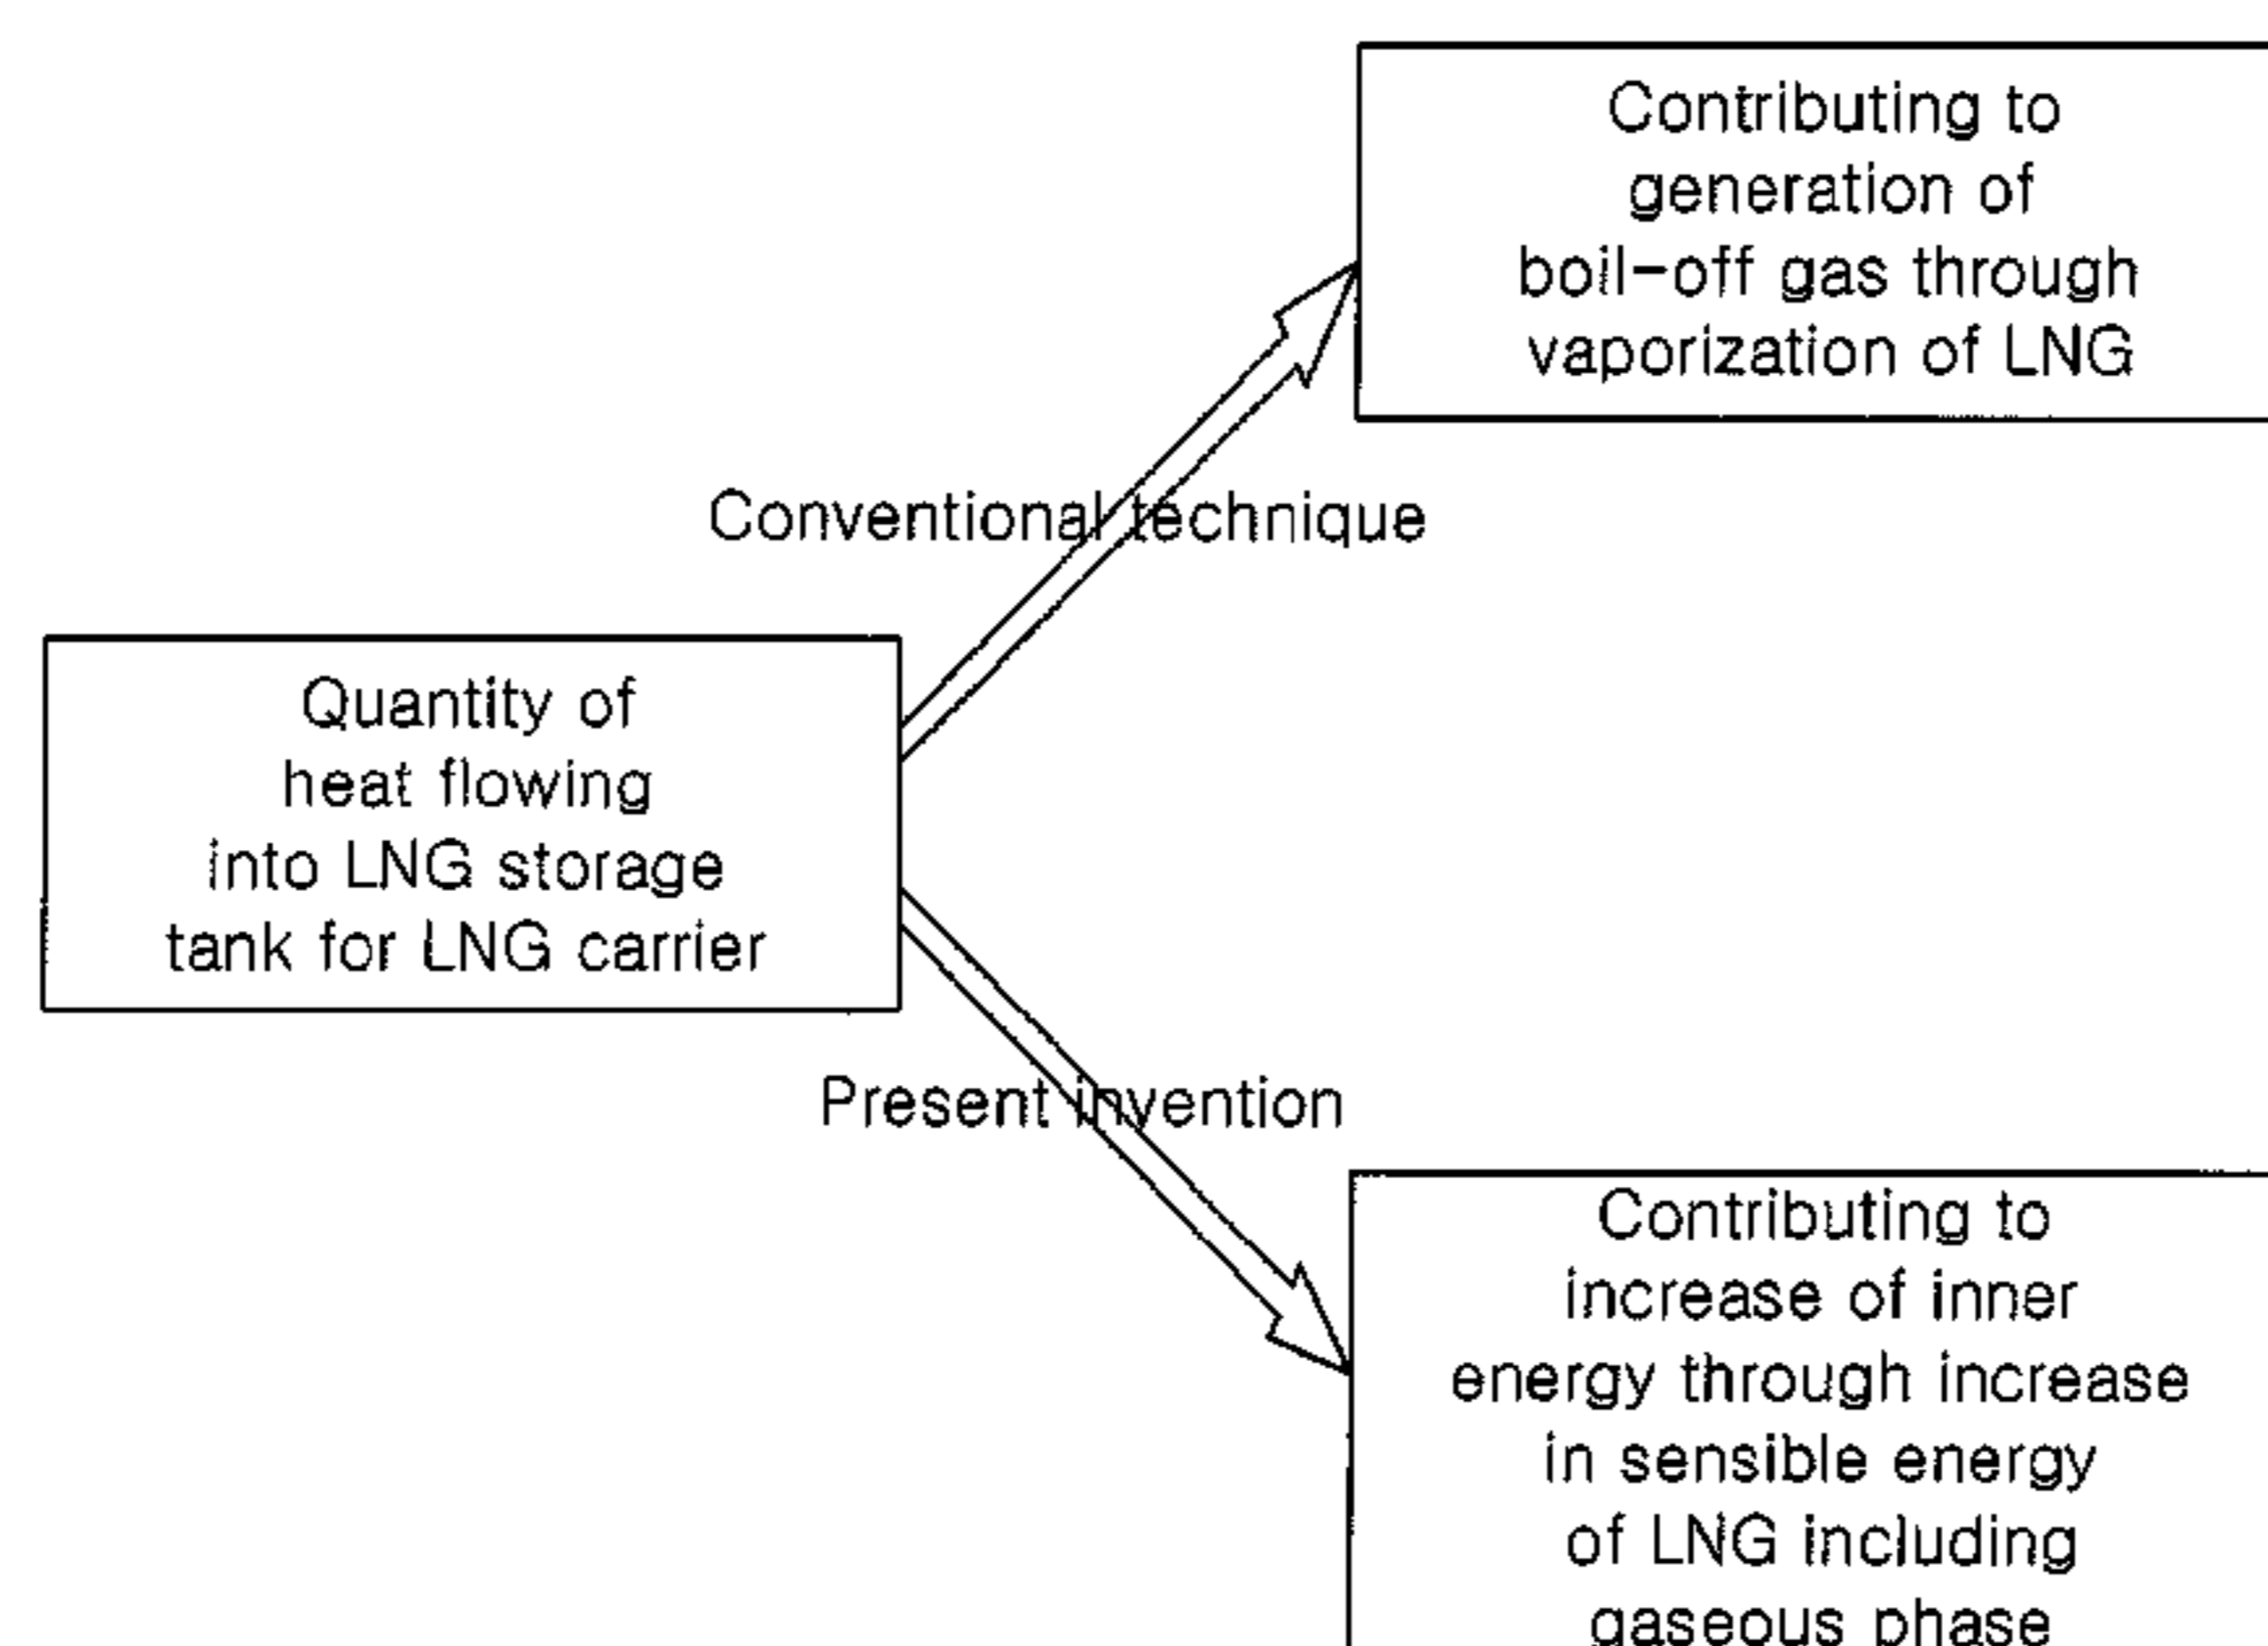 Contributing to
generation of
boil-off gas through
vaporization of LNG
Conventional technique
Quantity of
heat flowing
into LNG storage
tank for LNG carrier
Present invention
Contributing to
increase of inner
energy through increase
in sensible energy
of LNG including
gaseous phase